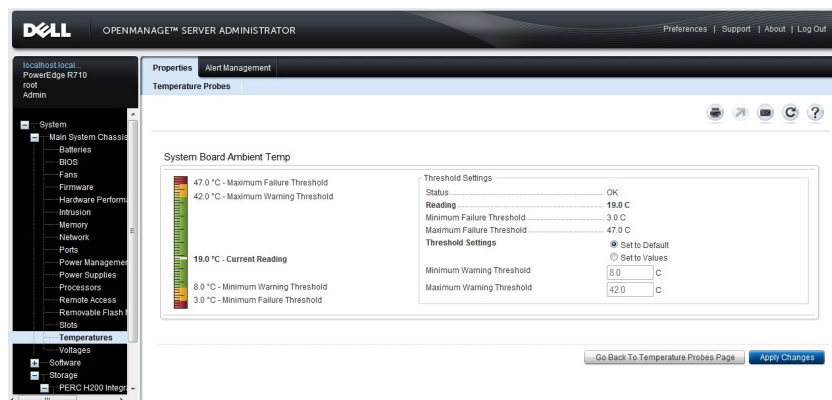 DELL OPENMANAGE™ SERVER ADMINISTRATOR Preferences | Support | About | Log Out
localhost.local...
PowerEdge R710
root
Admin
Properties Alert Management
Temperature Probes
System
Main System Chassis
Batteries
BIOS
Fans
Firmware
Hardware Perform
Intrusion
Memory
Network
Ports
Power Managemen
Power Supplies
Processors
Remote Access
Removable Flash
Slots
Temperatures
Voltages
Software
Storage
PERC H200 Integr
System Board Ambient Temp
47.0 °C - Maximum Failure Threshold
42.0 °C - Maximum Warning Threshold
19.0 °C - Current Reading
8.0 °C - Minimum Warning Threshold
3.0 °C - Minimum Failure Threshold
Threshold Settings
Status OK
Reading 19.0 C
Minimum Failure Threshold 3.0 C
Maximum Failure Threshold 47.0 C
Threshold Settings Set to Default
Set to Values
Minimum Warning Threshold 8.0 C
Maximum Warning Threshold 42.0 C
Go Back To Temperature Probes Page Apply Changes